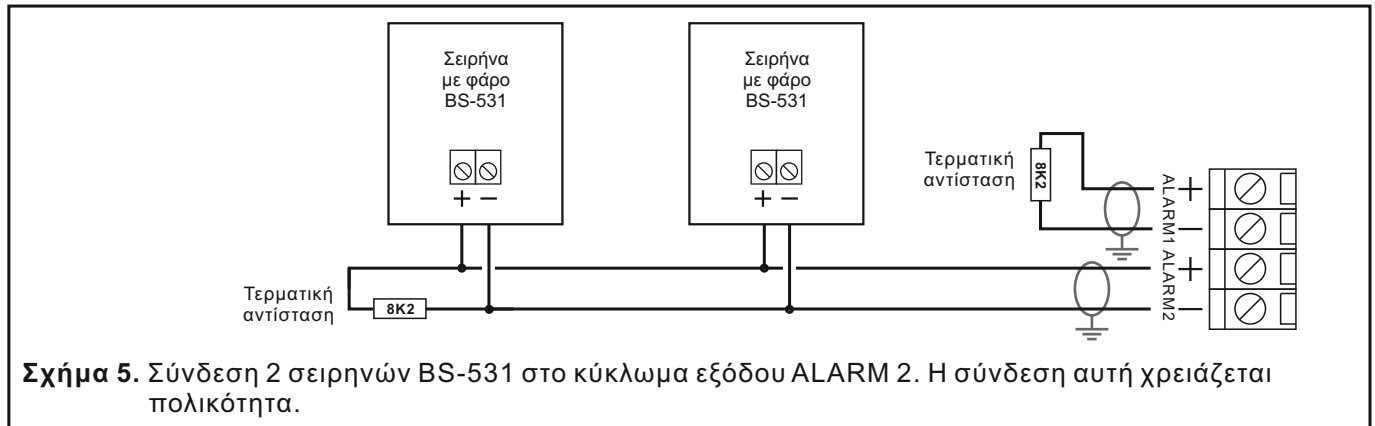 Σειρήνα
με φάρο
BS-531
+ −
Σειρήνα
με φάρο
BS-531
+ −
Τερματική
αντίσταση
8K2
ALARM1
+
−
ALARM2
+
−
Τερματική
αντίσταση
8K2
Σχήμα 5. Σύνδεση 2 σειρηνών BS-531 στο κύκλωμα εξόδου ALARM 2. Η σύνδεση αυτή χρειάζεται
πολικότητα.